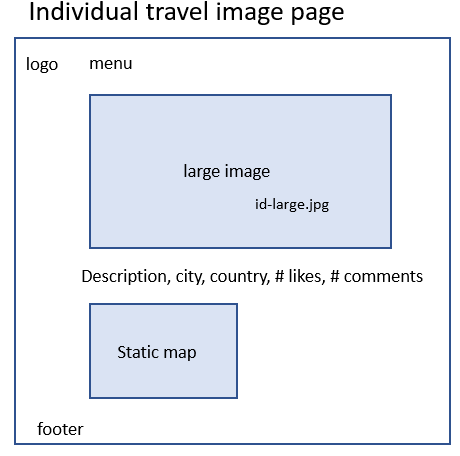 Individual travel image page
logo menu
large image
id-large.jpg
Description, city, country, # likes, # comments
Static map
footer